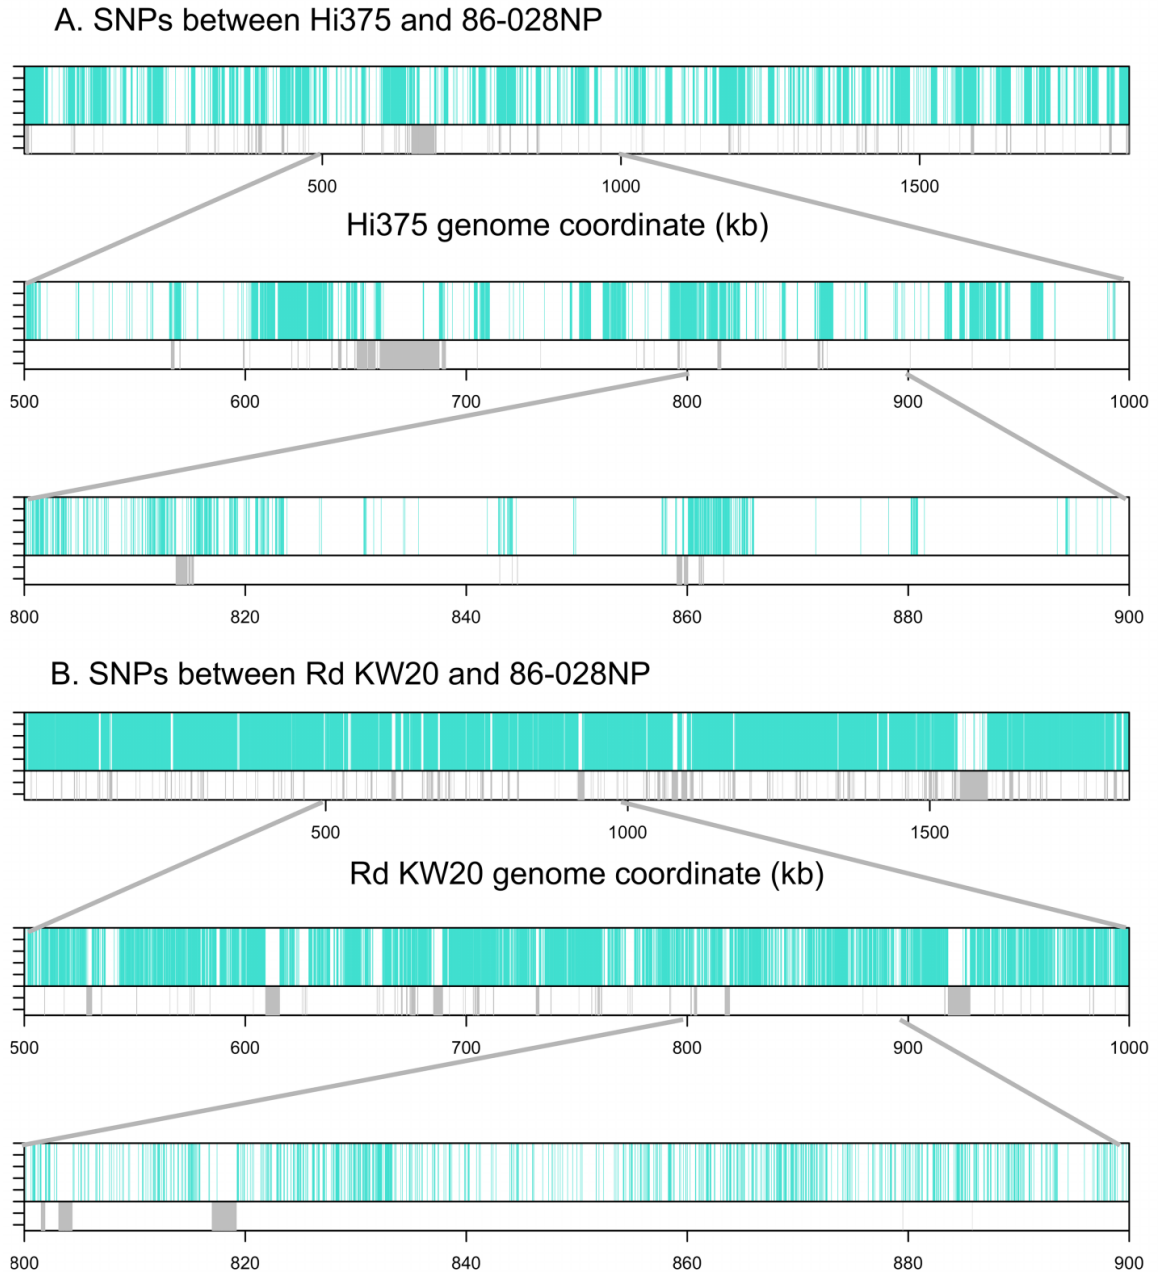 A. SNPs between Hi375 and 86-028NP
500 1000 1500
Hi375 genome coordinate (kb)
500 600 700 800 900 1000
800 820 840 860 880 900
B. SNPs between Rd KW20 and 86-028NP
500 1000 1500
Rd KW20 genome coordinate (kb)
500 600 700 800 900 1000
800 820 840 860 880 900